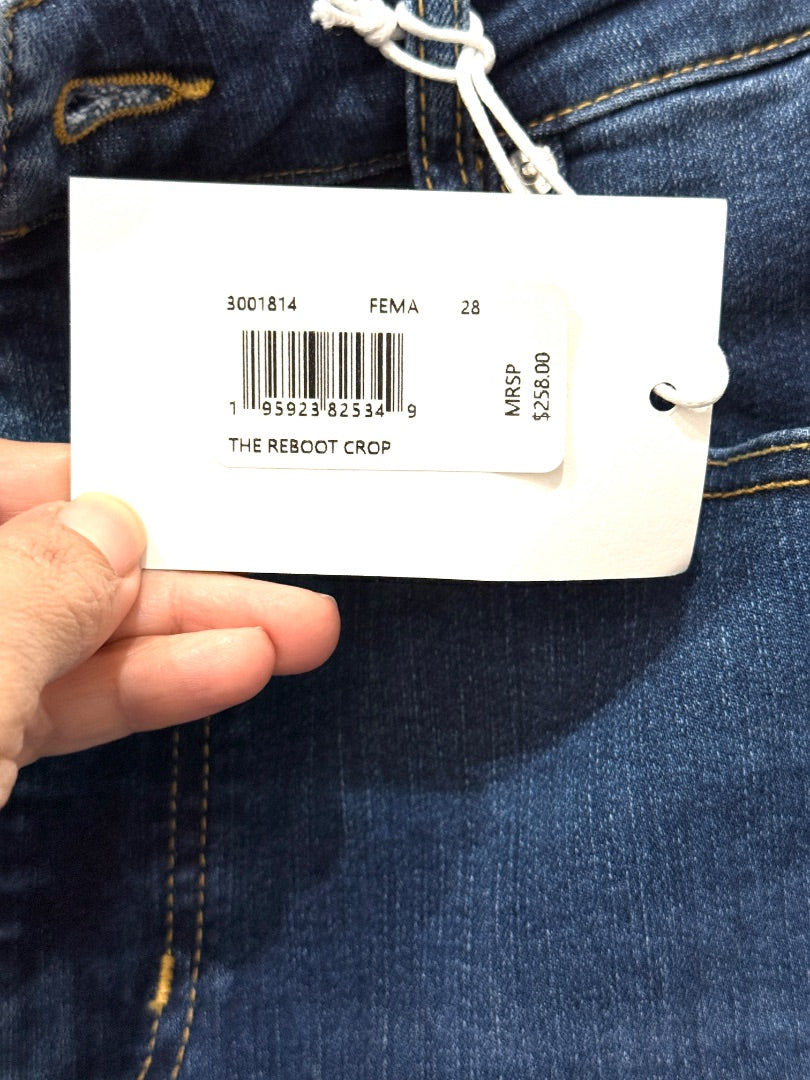 3001814 FEMA 28
1 95923 82534 9
THE REBOOT CROP
MRSP
$258.00